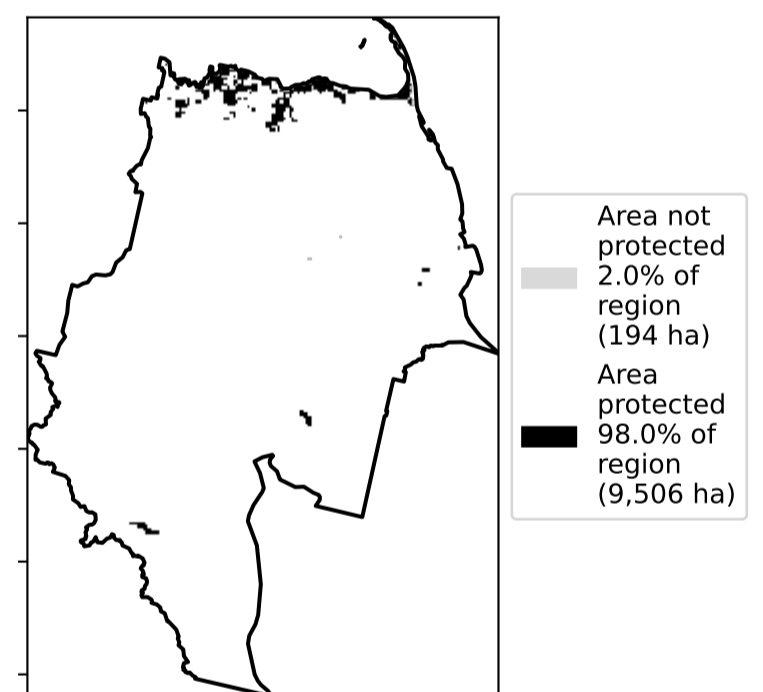 Area not
protected
2.0% of
region
(194 ha)
Area
protected
98.0% of
region
(9,506 ha)